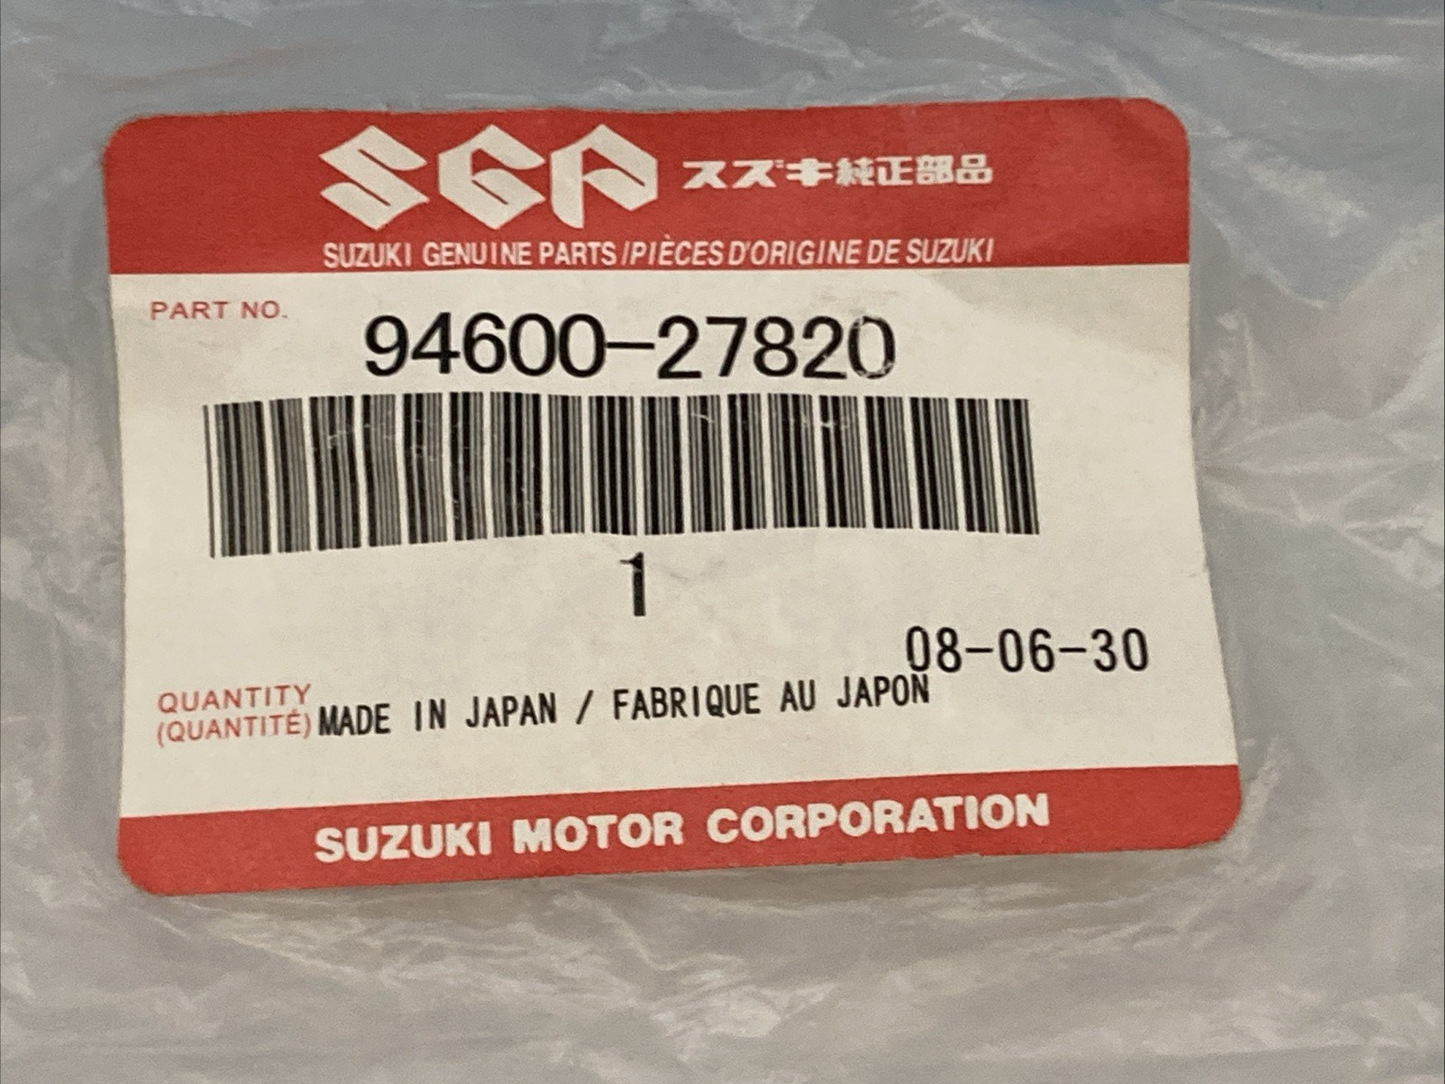 SGP スズキ純正部品
SUZUKI GENUINE PARTS/PIÈCES D'ORIGINE DE SUZUKI
PART NO.
94600-27820
1
08-06-30
QUANTITY
(QUANTITÉ) MADE IN JAPAN / FABRIQUE AU JAPON
SUZUKI MOTOR CORPORATION